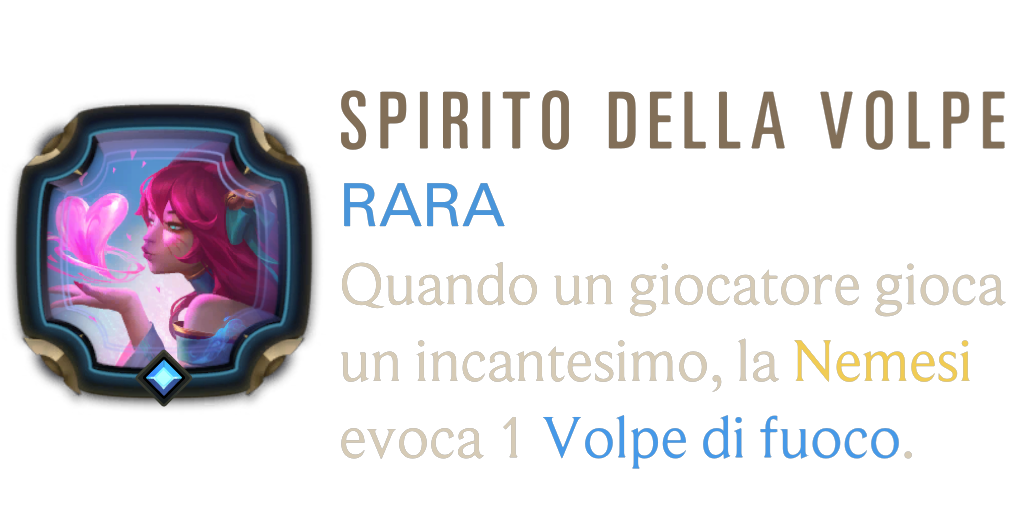 SPIRITO DELLA VOLPE
RARA
Quando un giocatore gioca
un incantesimo, la Nemesi
evoca 1 Volpe di fuoco.